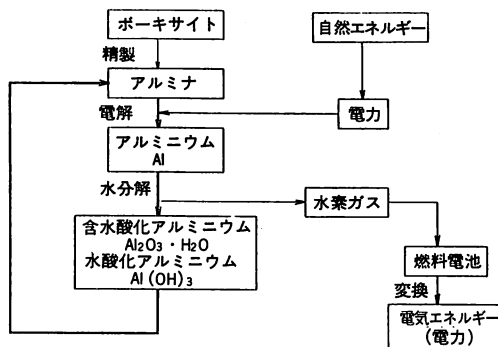 ボーキサイト
自然エネルギー
精製
アルミナ
電解
電力
アルミニウム
Al
水分解
水素ガス
含水酸化アルミニウム
Al2O3・H2O
水酸化アルミニウム
Al(OH)3
燃料電池
変換
電気エネルギー
(電力)